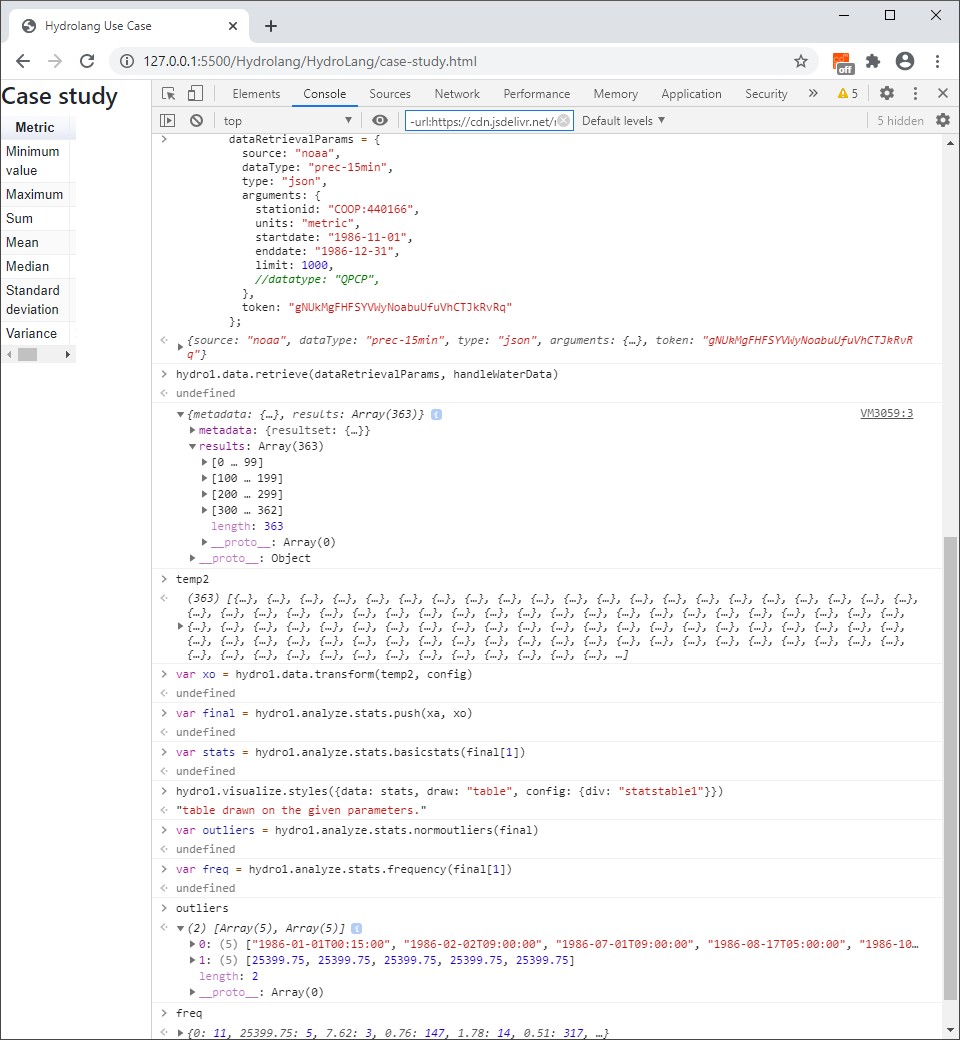 Hydrolang Use Case
127.0.0.1:5500/Hydrolang/HydroLang/case-study.html
off
Case study
Metric
Minimum
value
Maximum
Sum
Mean
Median
Standard
deviation
Variance
Elements Console Sources Network Performance Memory Application Security » 5
top -url:https://cdn.jsdelivr.net/ Default levels 5 hidden
dataRetrievalParams = {
source: "noaa",
dataType: "prec-15min",
type: "json",
arguments: {
stationid: "COOP:440166",
units: "metric",
startdate: "1986-11-01",
enddate: "1986-12-31",
limit: 1000,
//datatype: "QPCP",
},
token: "gNUkMgFHFSYVWyNoabuUfuVhCTJkRvRq"
};
{source: "noaa", dataType: "prec-15min", type: "json", arguments: {…}, token: "gNUkMgFHFSYVWyNoabuUfuVhCTJkRvR
q"}
hydro1.data.retrieve(dataRetrievalParams, handleWaterData)
undefined
{metadata: {…}, results: Array(363)} i VM3059:3
metadata: {resultset: {…}}
results: Array(363)
[0 … 99]
[100 … 199]
[200 … 299]
[300 … 362]
length: 363
__proto__: Array(0)
__proto__: Object
temp2
(363) [{…}, {…}, {…}, {…}, {…}, {…}, {…}, {…}, {…}, {…}, {…}, {…}, {…}, {…}, {…}, {…}, {…}, {…}, {…}, {…}, {…},
{…}, {…}, {…}, {…}, {…}, {…}, {…}, {…}, {…}, {…}, {…}, {…}, {…}, {…}, {…}, {…}, {…}, {…}, {…}, {…}, {…}, {…},
{…}, {…}, {…}, {…}, {…}, {…}, {…}, {…}, {…}, {…}, {…}, {…}, {…}, {…}, {…}, {…}, {…}, {…}, {…}, {…}, {…}, {…},
{…}, {…}, {…}, {…}, {…}, {…}, {…}, {…}, {…}, {…}, {…}, {…}, {…}, {…}, {…}, {…}, {…}, {…}, {…}, {…}, {…}, {…},
{…}, {…}, {…}, {…}, {…}, {…}, {…}, {…}, {…}, {…}, {…}, {…}, {…}, …]
var xo = hydro1.data.transform(temp2, config)
undefined
var final = hydro1.analyze.stats.push(xa, xo)
undefined
var stats = hydro1.analyze.stats.basicstats(final[1])
undefined
hydro1.visualize.styles({data: stats, draw: "table", config: {div: "statstable1"}})
"table drawn on the given parameters."
var outliers = hydro1.analyze.stats.normoutliers(final)
undefined
var freq = hydro1.analyze.stats.frequency(final[1])
undefined
outliers
(2) [Array(5), Array(5)] i
0: (5) ["1986-01-01T00:15:00", "1986-02-02T09:00:00", "1986-07-01T09:00:00", "1986-08-17T05:00:00", "1986-10…
1: (5) [25399.75, 25399.75, 25399.75, 25399.75, 25399.75]
length: 2
__proto__: Array(0)
freq
{0: 11, 25399.75: 5, 7.62: 3, 0.76: 147, 1.78: 14, 0.51: 317, …}